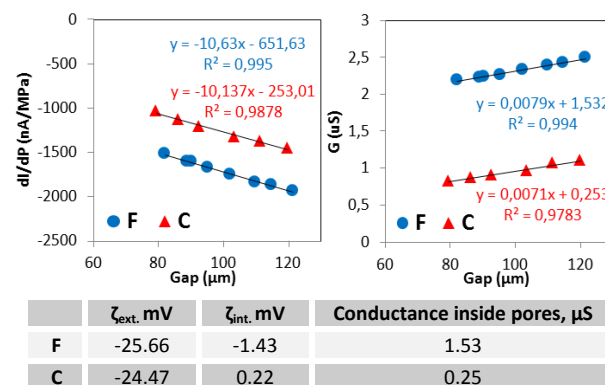 y = -10,63x - 651,63
R² = 0,995
y = -10,137x - 253,01
R² = 0,9878
0
-500
-1000
-1500
-2000
-2500
dI/dP (nA/MPa)
F C
60 80 100 120
Gap (µm)
3
2,5
2
1,5
1
0,5
0
G (uS)
y = 0,0079x + 1,532
R² = 0,994
y = 0,0071x + 0,253
R² = 0,9783
F C
60 80 100 120
Gap (µm)
ζext. mV ζint. mV Conductance inside pores, µS
F -25.66 -1.43 1.53
C -24.47 0.22 0.25